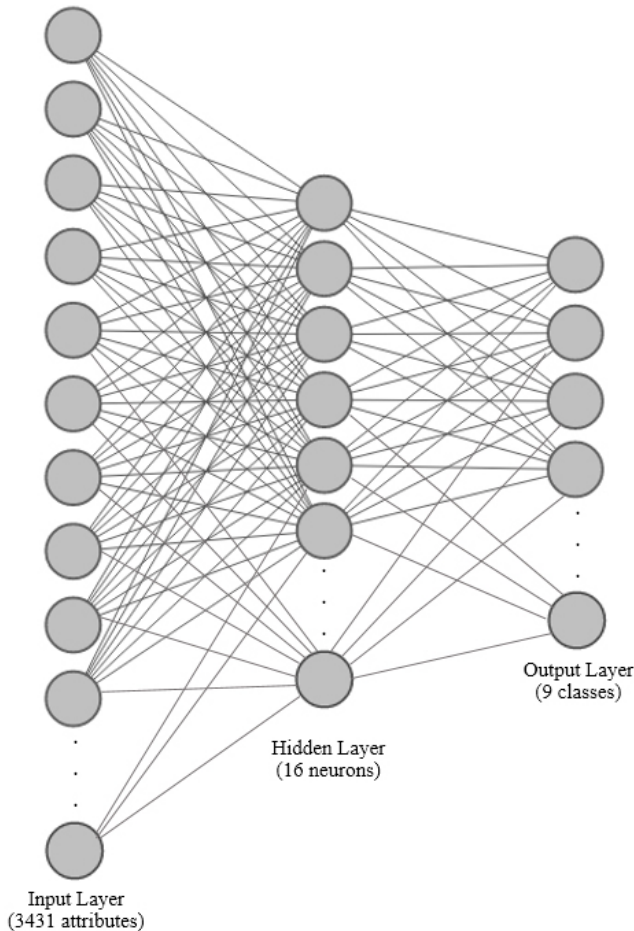 Output Layer
(9 classes)
Hidden Layer
(16 neurons)
Input Layer
(3431 attributes)